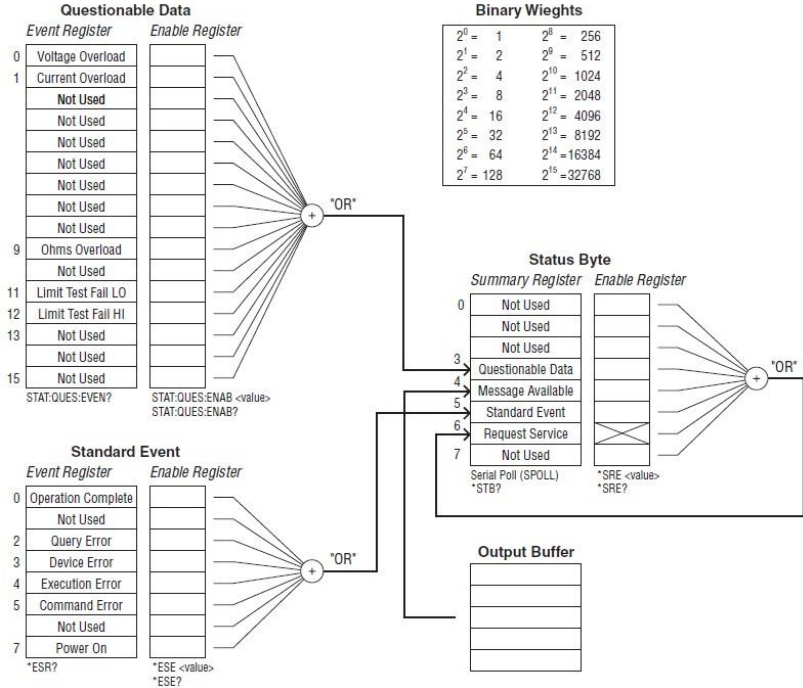 Questionable Data
Event Register Enable Register
0 Voltage Overload
1 Current Overload
Not Used
Not Used
Not Used
Not Used
Not Used
Not Used
Not Used
9 Ohms Overload
Not Used
11 Limit Test Fail LO
12 Limit Test Fail HI
13 Not Used
Not Used
15 Not Used
STAT:QUES:EVEN? STAT:QUES:ENAB <value>
STAT:QUES:ENAB?
+
"OR"
Binary Wieghts
2⁰ = 1 2⁸ = 256
2¹ = 2 2⁹ = 512
2² = 4 2¹⁰ = 1024
2³ = 8 2¹¹ = 2048
2⁴ = 16 2¹² = 4096
2⁵ = 32 2¹³ = 8192
2⁶ = 64 2¹⁴ =16384
2⁷ = 128 2¹⁵ =32768
Status Byte
Summary Register Enable Register
0 Not Used
Not Used
Not Used
3 Questionable Data
4 Message Available
5 Standard Event
6 Request Service
7 Not Used
Serial Poll (SPOLL) *SRE <value>
*STB? *SRE?
+
"OR"
Standard Event
Event Register Enable Register
0 Operation Complete
Not Used
2 Query Error
3 Device Error
4 Execution Error
5 Command Error
Not Used
7 Power On
*ESR? *ESE <value>
*ESE?
+
"OR"
Output Buffer